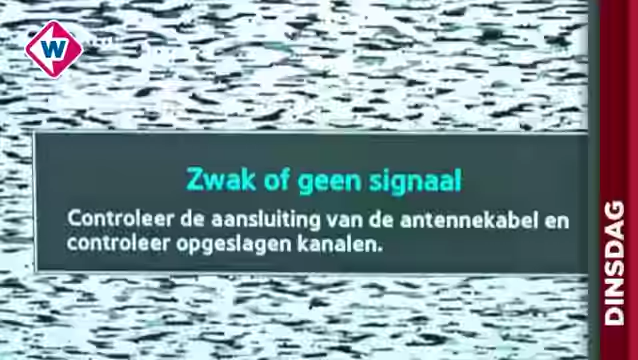 W
Zwak of geen signaal
Controleer de aansluiting van de antennekabel en
controleer opgeslagen kanalen.
DINSDAG